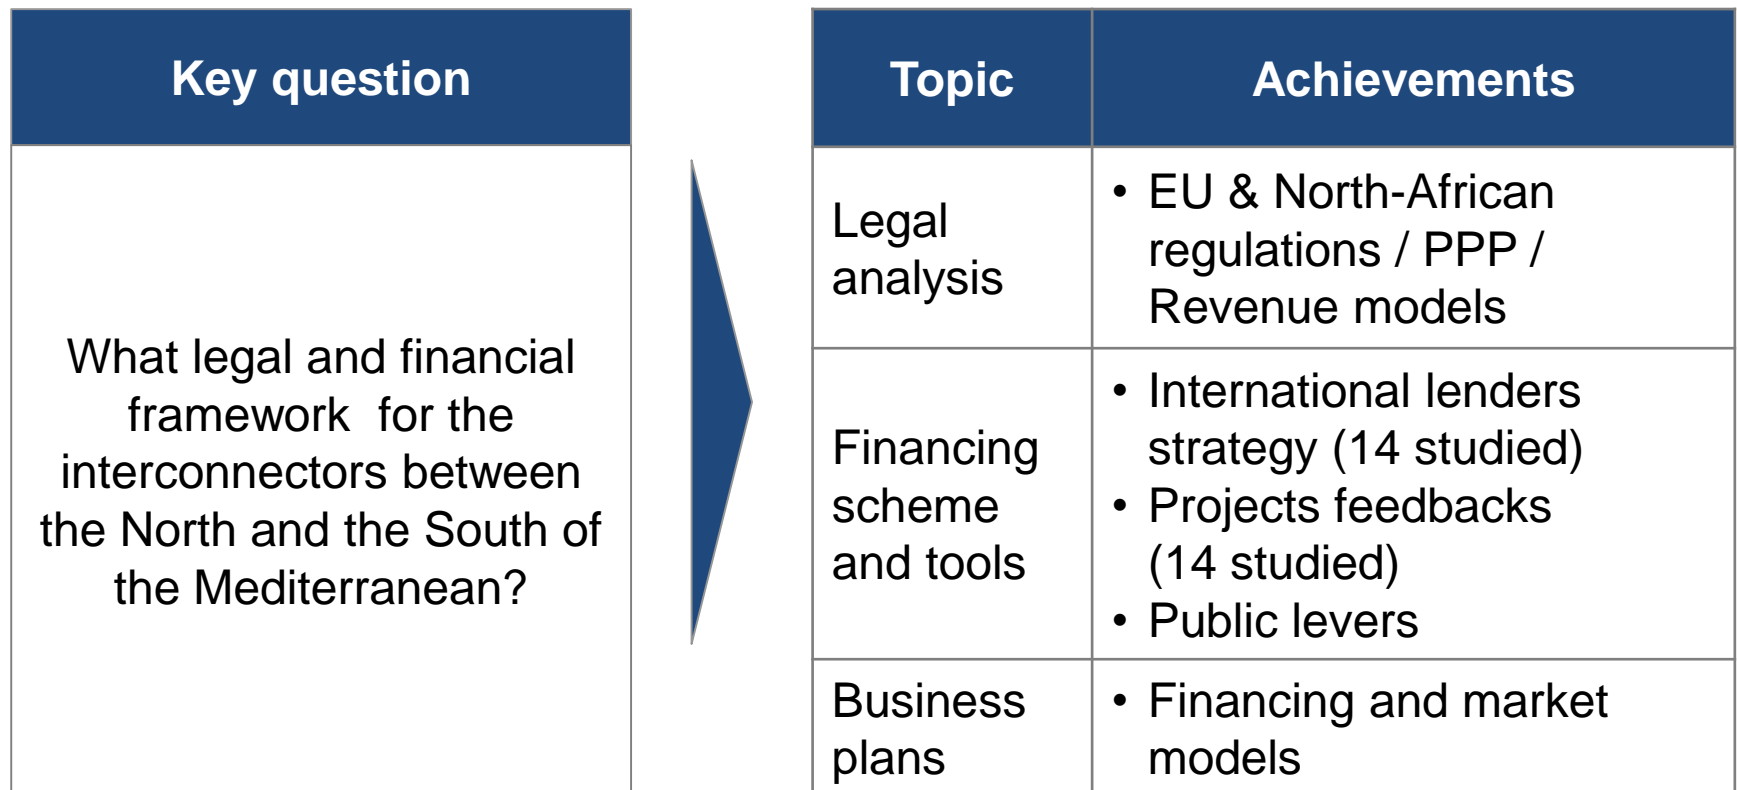 Key question
What legal and financial
framework  for the
interconnectors between
the North and the South of
the Mediterranean?
Topic
Achievements
Legal
analysis
• EU & North-African
regulations / PPP /
Revenue models
Financing
scheme
and tools
• International lenders
strategy (14 studied)
• Projects feedbacks
(14 studied)
• Public levers
Business
plans
• Financing and market
models